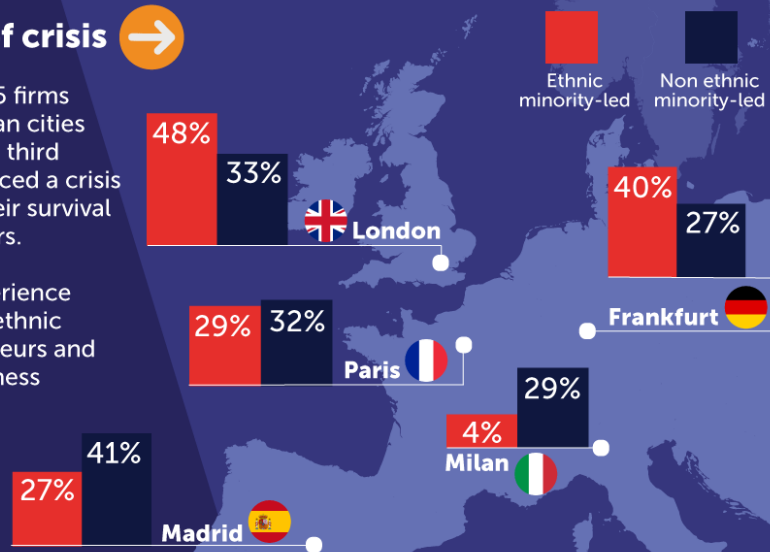 f crisis
5 firms
an cities
third
ced a crisis
eir survival
rs.
erience
ethnic
eurs and
ness
Ethnic
minority-led
Non ethnic
minority-led
48%
33%
London
40%
27%
Frankfurt
29%
32%
Paris
4%
29%
Milan
27%
41%
Madrid